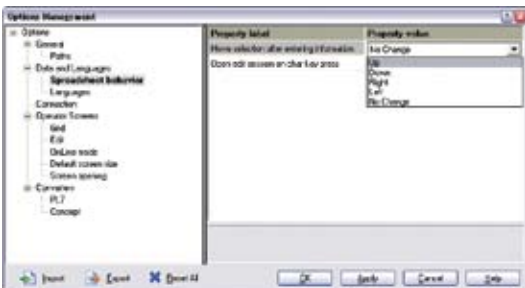 Options Management
Options
General
Paths
Data and Languages
Spreadsheet behavior
Languages
Connection
Operator Screens
Grid
Edit
OnLine mode
Default screen size
Screen opening
Converters
PL7
Concept
Property label
Property value
Move selection after entering information
No Change
Open edit session on char key press
Up
Down
Right
Left
No Change
Import
Export
Reset All
OK
Apply
Cancel
Help